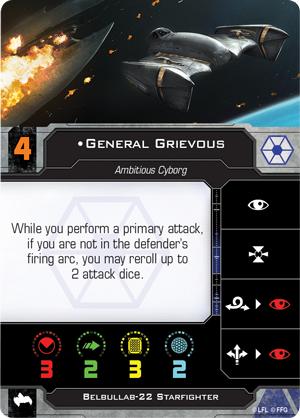 4
•General Grievous
Ambitious Cyborg
While you perform a primary attack,
if you are not in the defender's
firing arc, you may reroll up to
2 attack dice.
3 2 3 2
Belbullab-22 Starfighter
©LFL ©FFG